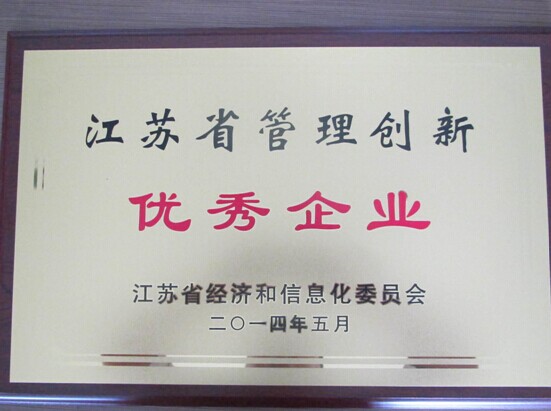 江苏省管理创新
优秀企业
江苏省经济和信息化委员会
二〇一四年五月